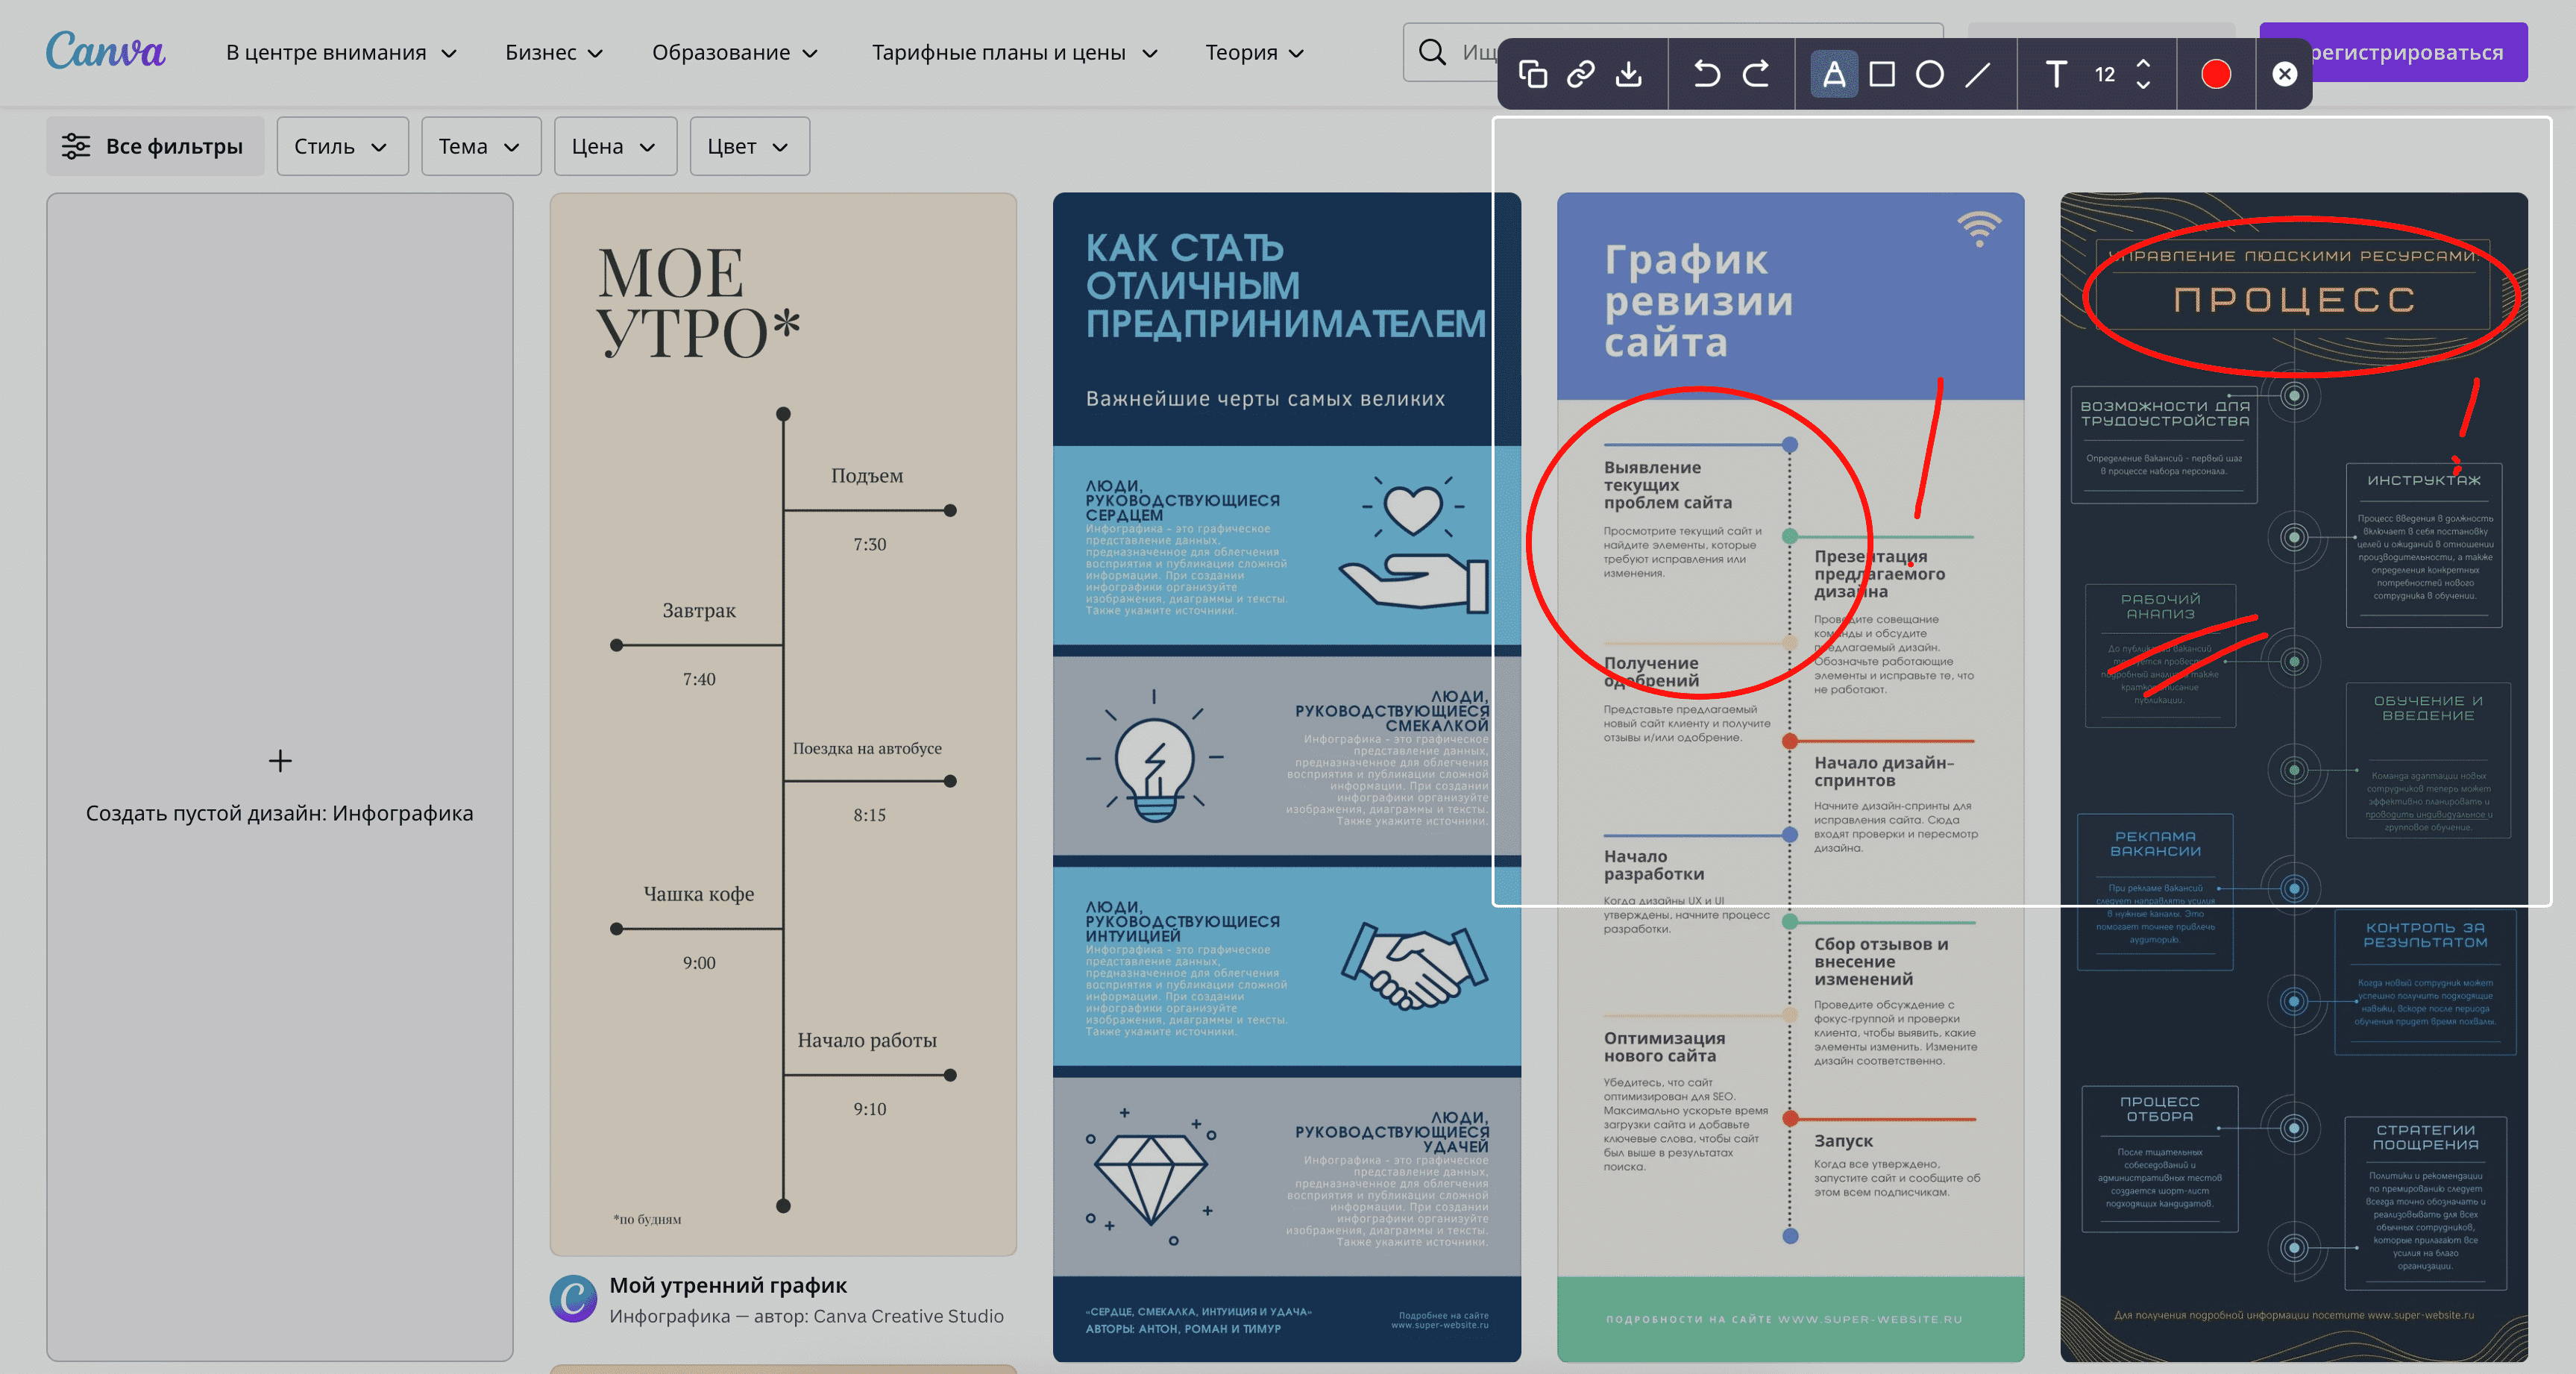 Canva
В центре внимания
Бизнес
Образование
Тарифные планы и цены
Теория
Ищ
регистрироваться
12
Все фильтры
Стиль
Тема
Цена
Цвет
Создать пустой дизайн: Инфографика
МОЕ
УТРО*
Подъем
7:30
Завтрак
7:40
Поездка на автобусе
8:15
Чашка кофе
9:00
Начало работы
9:10
*по будням
Мой утренний график
Инфографика — автор: Canva Creative Studio
КАК СТАТЬ
ОТЛИЧНЫМ
ПРЕДПРИНИМАТЕЛЕМ
Важнейшие черты самых великих
ЛЮДИ,
РУКОВОДСТВУЮЩИЕСЯ
СЕРДЦЕМ
Инфографика - это графическое
представление данных,
предназначенное для облегчения
восприятия и публикации сложной
информации. При создании
инфографики организуйте
изображения, диаграммы и тексты.
Также укажите источники.
ЛЮДИ,
РУКОВОДСТВУЮЩИЕСЯ
СМЕКАЛКОЙ
Инфографика - это графическое
представление данных,
предназначенное для облегчения
восприятия и публикации сложной
информации. При создании
инфографики организуйте
изображения, диаграммы и тексты.
Также укажите источники.
ЛЮДИ,
РУКОВОДСТВУЮЩИЕСЯ
ИНТУИЦИЕЙ
Инфографика - это графическое
представление данных,
предназначенное для облегчения
восприятия и публикации сложной
информации. При создании
инфографики организуйте
изображения, диаграммы и тексты.
Также укажите источники.
ЛЮДИ,
РУКОВОДСТВУЮЩИЕСЯ
УДАЧЕЙ
Инфографика - это графическое
представление данных,
предназначенное для облегчения
восприятия и публикации сложной
информации. При создании
инфографики организуйте
изображения, диаграммы и тексты.
Также укажите источники.
«СЕРДЦЕ, СМЕКАЛКА, ИНТУИЦИЯ И УДАЧА»
АВТОРЫ: АНТОН, РОМАН И ТИМУР
Подробнее на сайте
www.super-website.ru
График
ревизии
сайта
Выявление
текущих
проблем сайта
Просмотрите текущий сайт и
найдите элементы, которые
требуют исправления или
изменения.
Презентация
предлагаемого
дизайна
Проведите совещание
команды и обсудите
предлагаемый дизайн.
Обозначьте работающие
элементы и исправьте те, что
не работают.
Получение
одобрений
Представьте предлагаемый
новый сайт клиенту и получите
отзывы и/или одобрение.
Начало дизайн-
спринтов
Начните дизайн-спринты для
исправления сайта. Сюда
входят проверки и пересмотр
дизайна.
Начало
разработки
Когда дизайны UX и UI
утверждены, начните процесс
разработки.
Сбор отзывов и
внесение
изменений
Проведите обсуждение с
фокус-группой и проверки
клиента, чтобы выявить, какие
элементы изменить. Измените
дизайн соответственно.
Оптимизация
нового сайта
Убедитесь, что сайт
оптимизирован для SEO.
Максимально ускорьте время
загрузки сайта и добавьте
ключевые слова, чтобы сайт
был выше в результатах
поиска.
Запуск
Когда все утверждено,
запустите сайт и сообщите об
этом всем подписчикам.
ПОДРОБНОСТИ НА САЙТЕ WWW.SUPER-WEBSITE.RU
УПРАВЛЕНИЕ ЛЮДСКИМИ РЕСУРСАМИ:
ПРОЦЕСС
ВОЗМОЖНОСТИ ДЛЯ
ТРУДОУСТРОЙСТВА
Определение вакансий - первый шаг
в процессе набора персонала.
ИНСТРУКТАЖ
Процесс введения в должность
включает в себя постановку
целей и ожиданий в отношении
производительности, а также
определения конкретных
потребностей нового
сотрудника в обучении.
РАБОЧИЙ
АНАЛИЗ
До публикации вакансий
требуется провести
подробный анализ, а также
краткое описание
публикации.
ОБУЧЕНИЕ И
ВВЕДЕНИЕ
Команда адаптации новых
сотрудников теперь может
эффективно планировать и
проводить индивидуальное и
групповое обучение.
РЕКЛАМА
ВАКАНСИИ
При рекламе вакансий
следует направлять усилия
в нужные каналы. Это
помогает точнее привлечь
аудиторию.
КОНТРОЛЬ ЗА
РЕЗУЛЬТАТОМ
Когда новый сотрудник может
успешно получить подходящие
навыки, вскоре после периода
обучения придет время похвалы.
ПРОЦЕСС
ОТБОРА
После тщательных
собеседований и
административных тестов
создается шорт-лист
подходящих кандидатов.
СТРАТЕГИИ
ПООЩРЕНИЯ
Политики и рекомендации
по премированию следует
всегда точно обозначать и
реализовывать для всех
обычных сотрудников,
которые прилагают все
усилия на благо
организации.
Для получения подробной информации посетите www.super-website.ru